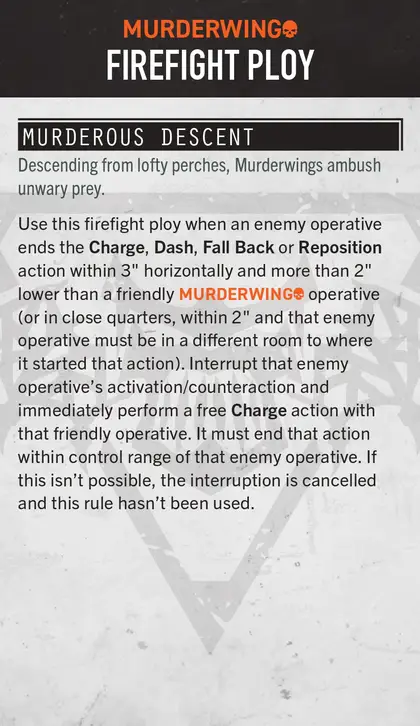 MURDERWING
FIREFIGHT PLOY
MURDEROUS DESCENT
Descending from lofty perches, Murderwings ambush
unwary prey.
Use this firefight ploy when an enemy operative
ends the Charge, Dash, Fall Back or Reposition
action within 3" horizontally and more than 2"
lower than a friendly MURDERWING operative
(or in close quarters, within 2" and that enemy
operative must be in a different room to where
it started that action). Interrupt that enemy
operative’s activation/counteraction and
immediately perform a free Charge action with
that friendly operative. It must end that action
within control range of that enemy operative. If
this isn’t possible, the interruption is cancelled
and this rule hasn’t been used.